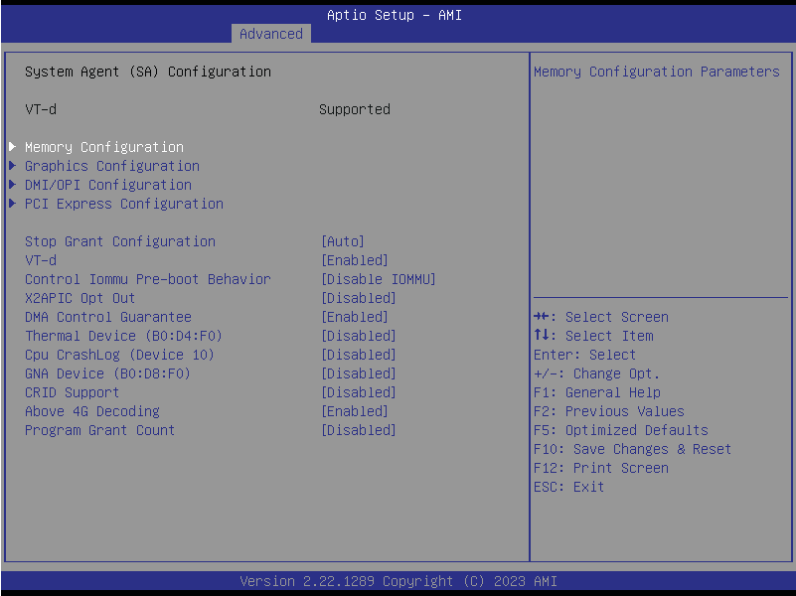 Aptio Setup – AMI
Advanced
System Agent (SA) Configuration
VT-d Supported
Memory Configuration
Graphics Configuration
DMI/OPI Configuration
PCI Express Configuration
Stop Grant Configuration [Auto]
VT-d [Enabled]
Control Iommu Pre-boot Behavior [Disable IOMMU]
X2APIC Opt Out [Disabled]
DMA Control Guarantee [Enabled]
Thermal Device (B0:D4:F0) [Disabled]
Cpu CrashLog (Device 10) [Disabled]
GNA Device (B0:D8:F0) [Disabled]
CRID Support [Disabled]
Above 4G Decoding [Enabled]
Program Grant Count [Disabled]
Memory Configuration Parameters
→←: Select Screen
↑↓: Select Item
Enter: Select
+/-: Change Opt.
F1: General Help
F2: Previous Values
F5: Optimized Defaults
F10: Save Changes & Reset
F12: Print Screen
ESC: Exit
Version 2.22.1289 Copyright (C) 2023 AMI